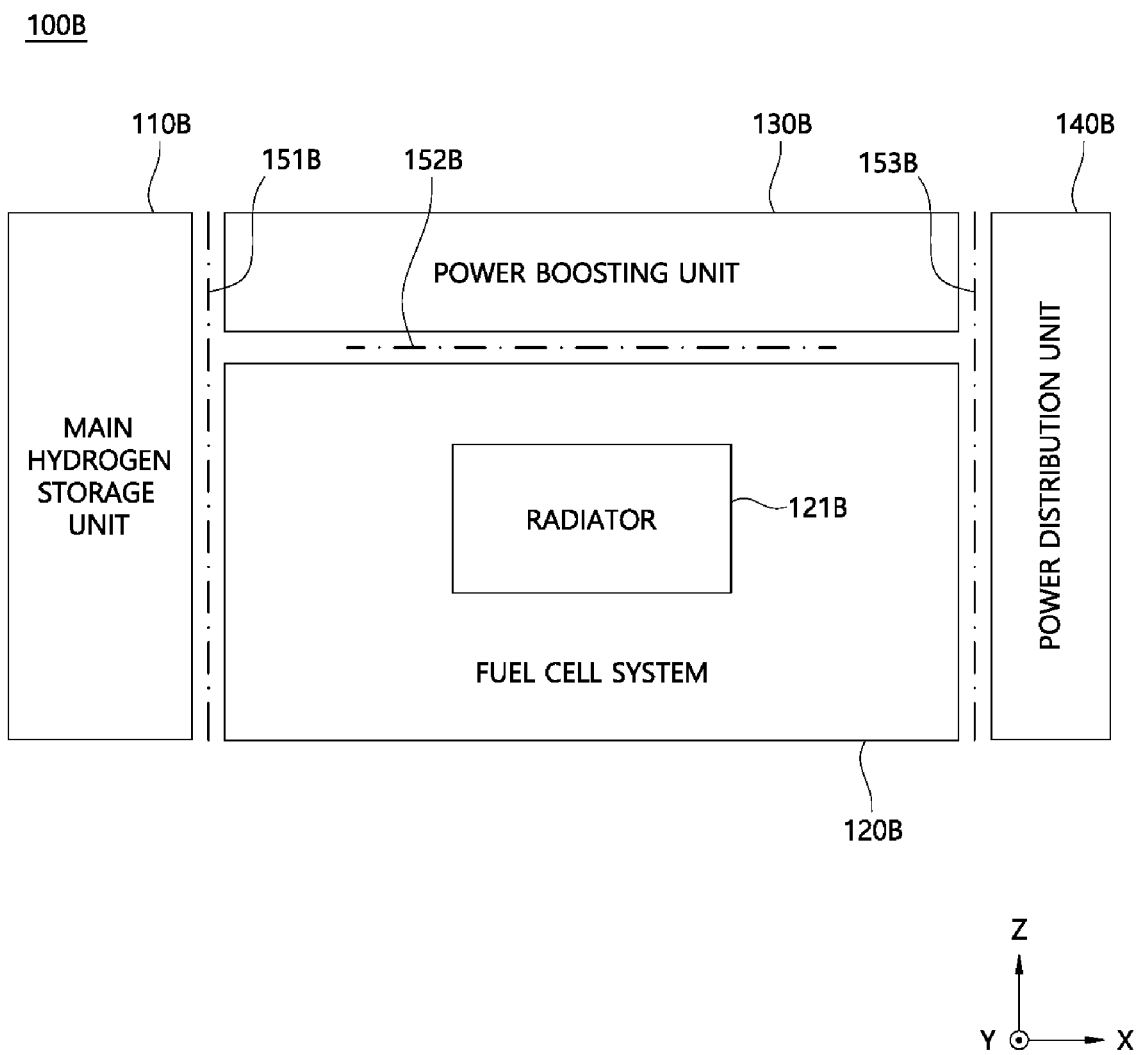 100B
110B
130B
140B
151B
152B
153B
POWER BOOSTING UNIT
MAIN
HYDROGEN
STORAGE
UNIT
RADIATOR
121B
POWER DISTRIBUTION UNIT
FUEL CELL SYSTEM
120B
Z
Y
X